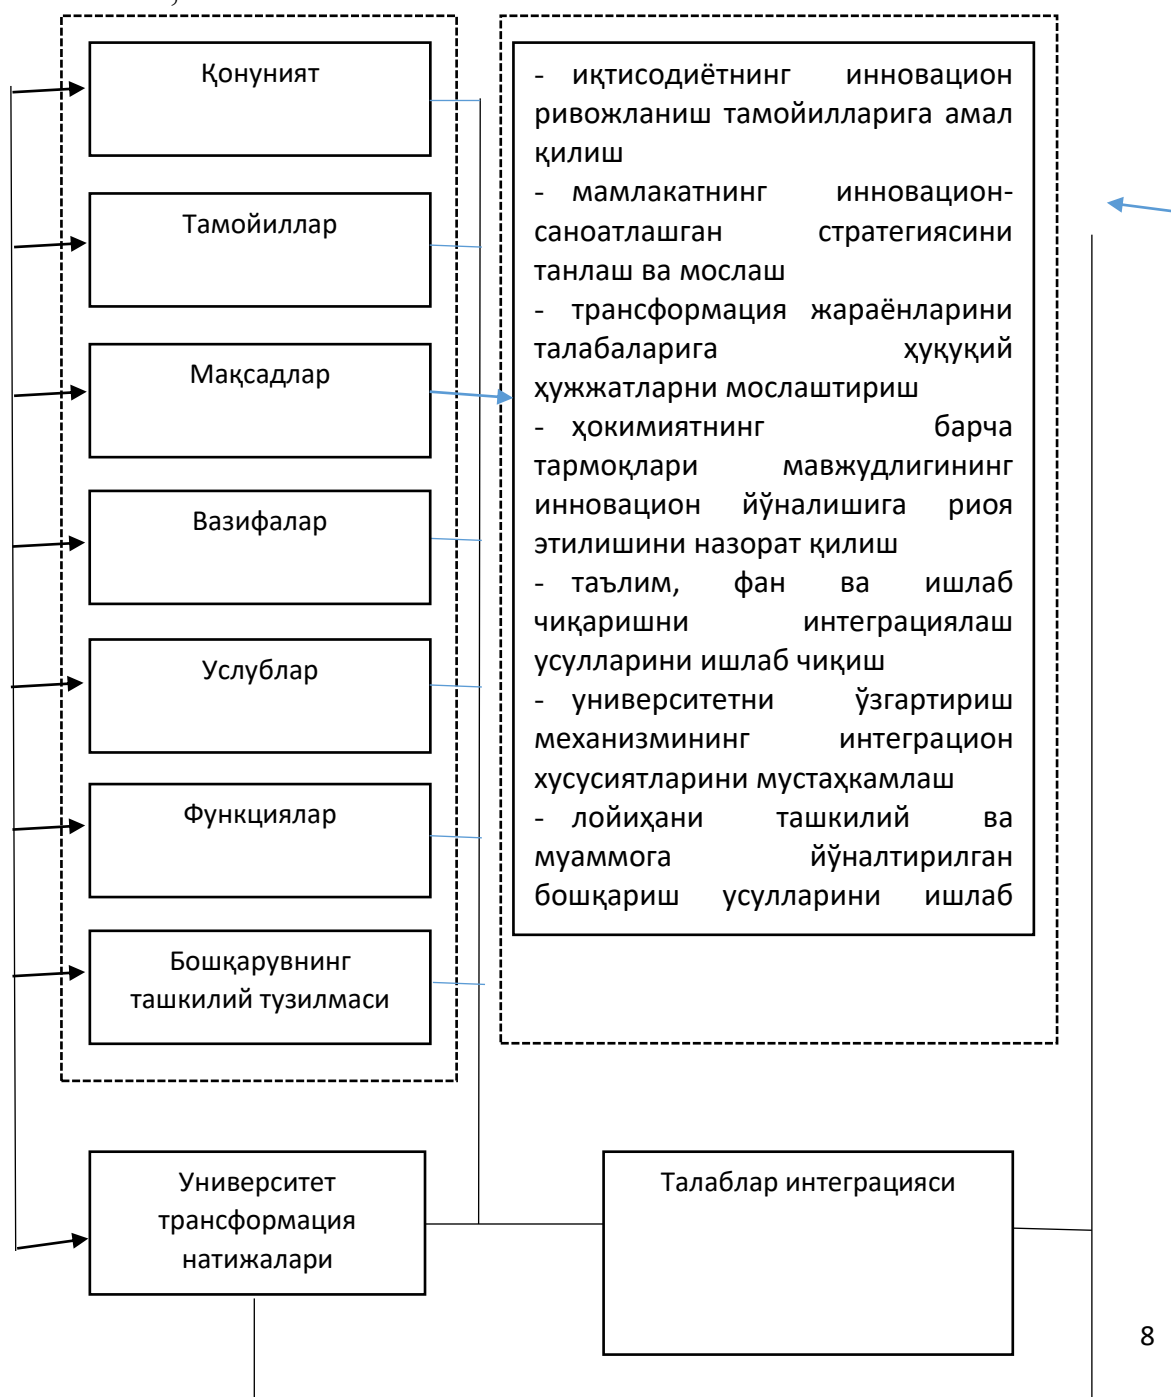 Қонуният
Тамойиллар
Мақсадлар
Вазифалар
Услублар
Функциялар
Бошқарувнинг
ташкилий тузилмаси
- иқтисодиётнинг инновацион
ривожланиш тамойилларига амал
қилиш
- мамлакатнинг инновацион-
саноатлашган стратегиясини
танлаш ва мослаш
- трансформация жараёнларини
талабаларига ҳуқуқий
ҳужжатларни мослаштириш
- ҳокимиятнинг барча
тармоқлари мавжудлигининг
инновацион йўналишига риоя
этилишини назорат қилиш
- таълим, фан ва ишлаб
чиқаришни интеграциялаш
усулларини ишлаб чиқиш
- университетни ўзгартириш
механизмининг интеграцион
хусусиятларини мустаҳкамлаш
- лойиҳани ташкилий ва
муаммога йўналтирилган
бошқариш усулларини ишлаб
Университет
трансформация
натижалари
Талаблар интеграцияси
8